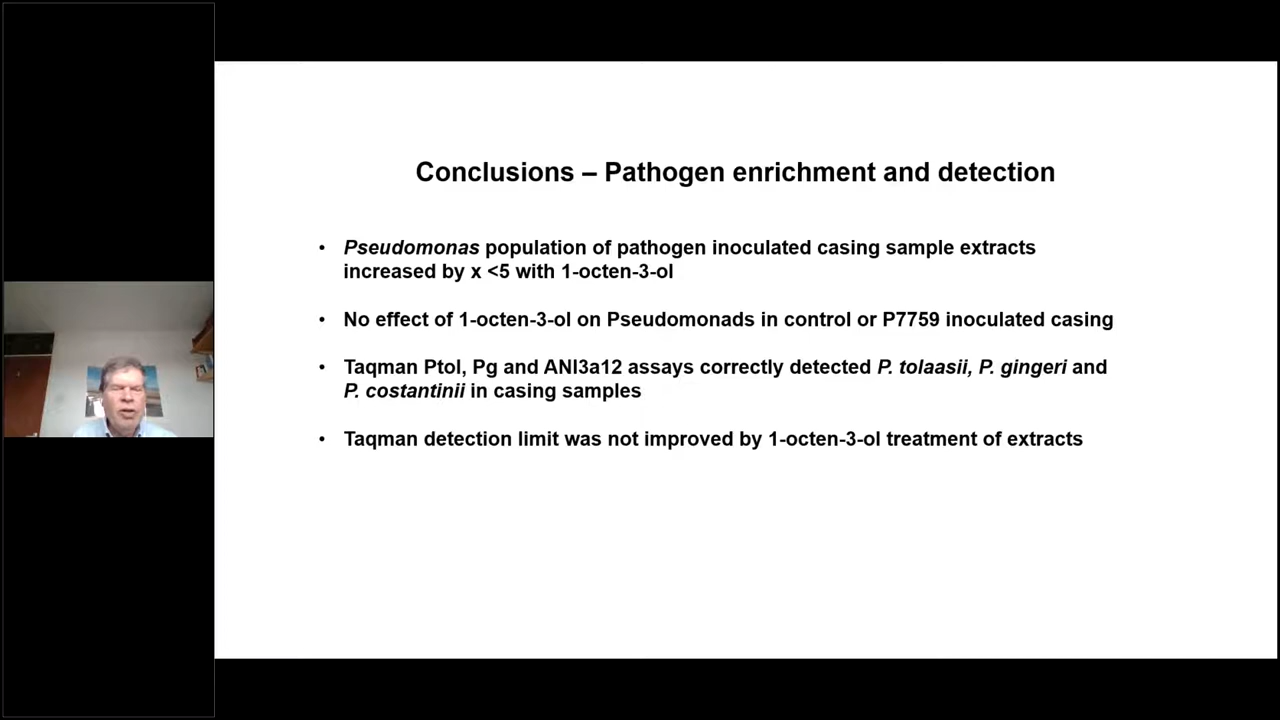 Conclusions – Pathogen enrichment and detection
• Pseudomonas population of pathogen inoculated casing sample extracts
increased by x <5 with 1-octen-3-ol
• No effect of 1-octen-3-ol on Pseudomonads in control or P7759 inoculated casing
• Taqman Ptol, Pg and ANI3a12 assays correctly detected P. tolaasii, P. gingeri and
P. costantinii in casing samples
• Taqman detection limit was not improved by 1-octen-3-ol treatment of extracts